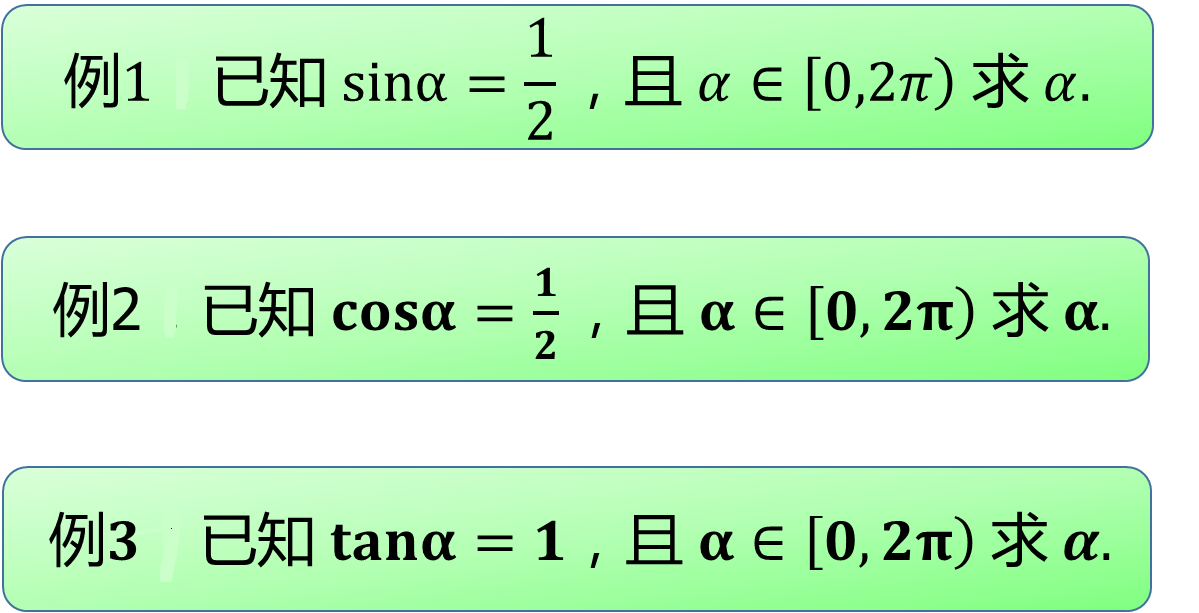 例1 已知 sinα = 1/2 , 且 α ∈ [0,2π) 求 α.
例2 已知 cosα = 1/2 , 且 α ∈ [0, 2π) 求 α.
例3 已知 tanα = 1 , 且 α ∈ [0, 2π) 求 α.